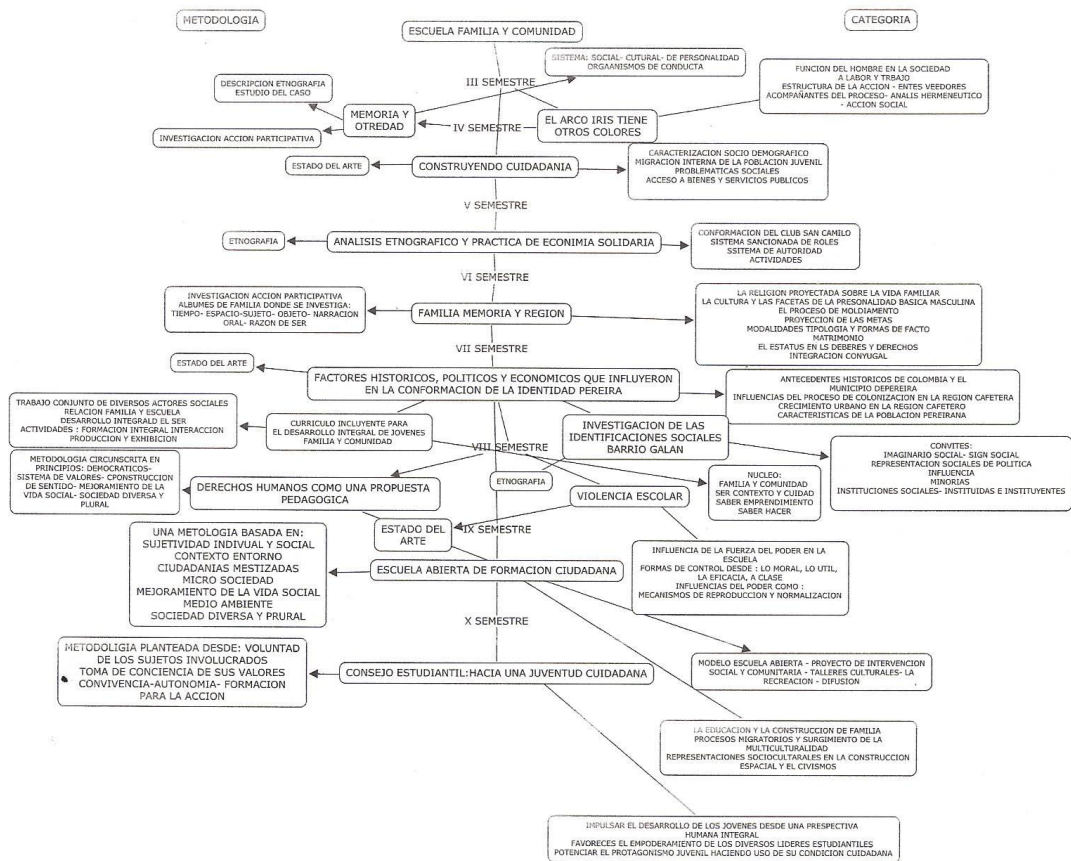 METODOLOGIA
CATEGORIA
ESCUELA FAMILIA Y COMUNIDAD
SISTEMA: SOCIAL- CUTURAL- DE PERSONALIDAD
ORGAANISMOS DE CONDUCTA
FUNCION DEL HOMBRE EN LA SOCIEDAD
A LABOR Y TRBAJO
ESTRUCTURA DE LA ACCION - ENTES VEEDORES
ACOMPAÑANTES DEL PROCESO- ANALIS HERMENEUTICO
- ACCION SOCIAL
III SEMESTRE
DESCRIPCION ETNOGRAFIA
ESTUDIO DEL CASO
MEMORIA Y
OTREDAD
IV SEMESTRE
EL ARCO IRIS TIENE
OTROS COLORES
INVESTIGACION ACCION PARTICIPATIVA
ESTADO DEL ARTE
CONSTRUYENDO CUIDADANIA
CARACTERIZACION SOCIO DEMOGRAFICO
MIGRACION INTERNA DE LA POBLACION JUVENIL
PROBLEMATICAS SOCIALES
ACCESO A BIENES Y SERVICIOS PUBLICOS
V SEMESTRE
ETNOGRAFIA
ANALISIS ETNOGRAFICO Y PRACTICA DE ECONIMIA SOLIDARIA
CONFORMACION DEL CLUB SAN CAMILO
SISTEMA SANCIONADA DE ROLES
SSITEMA DE AUTORIDAD
ACTIVIDADES
VI SEMESTRE
INVESTIGACION ACCION PARTICIPATIVA
ALBUMES DE FAMILIA DONDE SE INVESTIGA:
TIEMPO- ESPACIO-SUJETO- OBJETO- NARRACION
ORAL- RAZON DE SER
FAMILIA MEMORIA Y REGION
LA RELIGION PROYECTADA SOBRE LA VIDA FAMILIAR
LA CULTURA Y LAS FACETAS DE LA PRESONALIDAD BASICA MASCULINA
EL PROCESO DE MOLDIAMENTO
PROYECCION DE LAS METAS
MODALIDADES TIPOLOGIA Y FORMAS DE FACTO
MATRIMONIO
EL ESTATUS EN LS DEBERES Y DERECHOS
INTEGRACION CONYUGAL
VII SEMESTRE
ESTADO DEL ARTE
FACTORES HISTORICOS, POLITICOS Y ECONOMICOS QUE INFLUYERON
EN LA CONFORMACION DE LA IDENTIDAD PEREIRA
ANTECEDENTES HISTORICOS DE COLOMBIA Y EL
MUNICIPIO DEPEREIRA
INFLUENCIAS DEL PROCESO DE COLONIZACION EN LA REGION CAFETERA
CRECIMIENTO URBANO EN LA REGION CAFETERO
CARACTERISTICAS DE LA POBLACION PEREIRANA
TRABAJO CONJUNTO DE DIVERSOS ACTORES SOCIALES
RELACION FAMILIA Y ESCUELA
DESARROLLO INTEGRALD EL SER
ACTIVIDADES : FORMACION INTEGRAL INTERACCION
PRODUCCION Y EXHIBICION
CURRICULO INCLUYENTE PARA
EL DESARROLLO INTEGRAL DE JOVENES
FAMILIA Y COMUNIDAD
INVESTIGACION DE LAS
IDENTIFICACIONES SOCIALES
BARRIO GALAN
VIII SEMESTRE
CONVITES:
IMAGINARIO SOCIAL- SIGN SOCIAL
REPRESENTACION SOCIALES DE POLITICA
INFLUENCIA
MINORIAS
INSTITUCIONES SOCIALES- INSTITUIDAS E INSTITUYENTES
METODOLOGIA CIRCUNSCRITA EN
PRINCIPIOS: DEMOCRATICOS-
SISTEMA DE VALORES- CPONSTRUCCION
DE SENTIDO- MEJORAMIENTO DE LA
VIDA SOCIAL- SOCIEDAD DIVERSA Y
PLURAL
DERECHOS HUMANOS COMO UNA PROPUESTA
PEDAGOGICA
ETNOGRAFIA
VIOLENCIA ESCOLAR
NUCLEO:
FAMILIA Y COMUNIDAD
SER CONTEXTO Y CUIDAD
SABER EMPRENDIMIENTO
SABER HACER
ESTADO DEL
ARTE
IX SEMESTRE
UNA METOLOGIA BASADA EN:
SUJETIVIDAD INDIVUAL Y SOCIAL
CONTEXTO ENTORNO
CIUDADANIAS MESTIZADAS
MICRO SOCIEDAD
MEJORAMIENTO DE LA VIDA SOCIAL
MEDIO AMBIENTE
SOCIEDAD DIVERSA Y PRURAL
ESCUELA ABIERTA DE FORMACION CIUDADANA
INFLUENCIA DE LA FUERZA DEL PODER EN LA
ESCUELA
FORMAS DE CONTROL DESDE : LO MORAL, LO UTIL,
LA EFICACIA, A CLASE
INFLUENCIAS DEL PODER COMO :
MECANISMOS DE REPRODUCCION Y NORMALIZACION
X SEMESTRE
METODOLIGIA PLANTEADA DESDE: VOLUNTAD
DE LOS SUJETOS INVOLUCRADOS
TOMA DE CONCIENCIA DE SUS VALORES
CONVIVENCIA-AUTONOMIA- FORMACION
PARA LA ACCION
CONSEJO ESTUDIANTIL:HACIA UNA JUVENTUD CUIDADANA
MODELO ESCUELA ABIERTA - PROYECTO DE INTERVENCION
SOCIAL Y COMUNITARIA - TALLERES CULTURALES- LA
RECREACION - DIFUSION
LA EDUCACION Y LA CONSTRUCCION DE FAMILIA
PROCESOS MIGRATORIOS Y SURGIMIENTO DE LA
MULTICULTURALIDAD
REPRESENTACIONES SOCIOCULTARALES EN LA CONSTRUCCION
ESPACIAL Y EL CIVISMOS
IMPULSAR EL DESARROLLO DE LOS JOVENES DESDE UNA PRESPECTIVA
HUMANA INTEGRAL
FAVORECES EL EMPODERAMIENTO DE LOS DIVERSOS LIDERES ESTUDIANTILES
POTENCIAR EL PROTAGONISMO JUVENIL HACIENDO USO DE SU CONDICION CUIDADANA